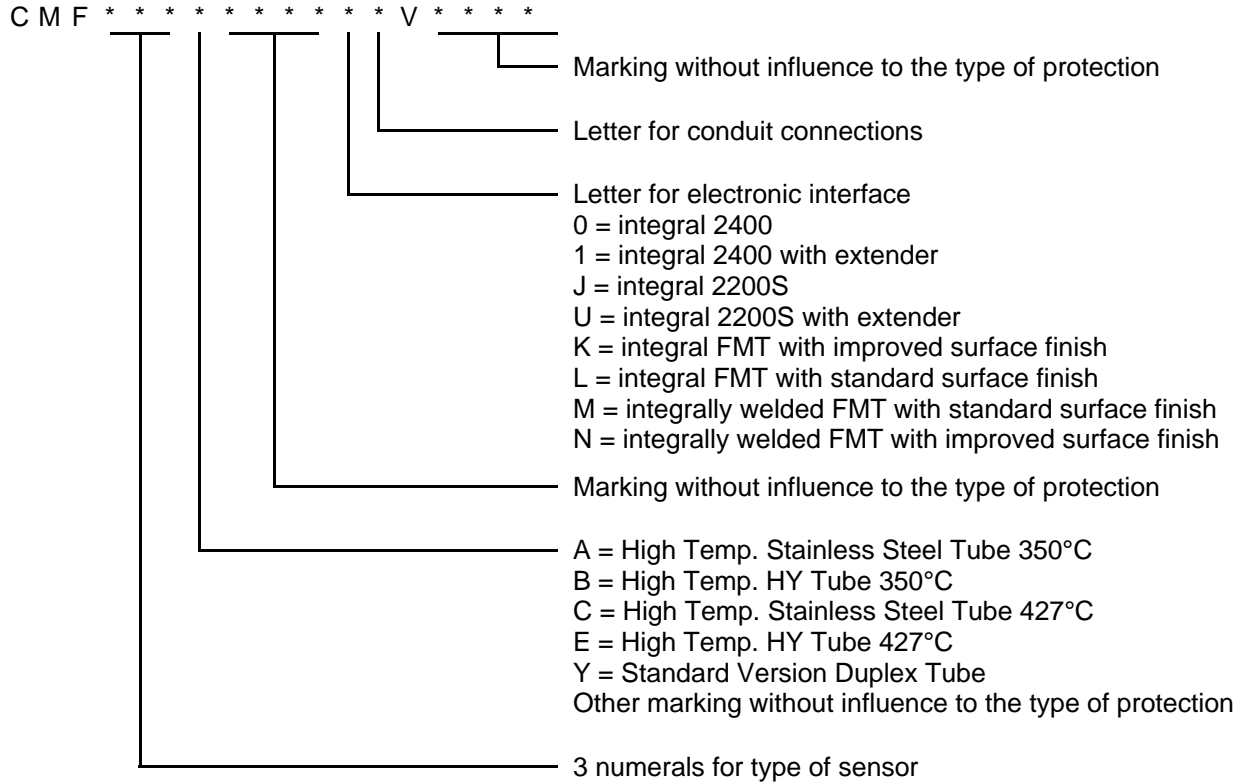 C M F * * * * * * * * * V * * * *
Marking without influence to the type of protection
Letter for conduit connections
Letter for electronic interface
0 = integral 2400
1 = integral 2400 with extender
J = integral 2200S
U = integral 2200S with extender
K = integral FMT with improved surface finish
L = integral FMT with standard surface finish
M = integrally welded FMT with standard surface finish
N = integrally welded FMT with improved surface finish
Marking without influence to the type of protection
A = High Temp. Stainless Steel Tube 350°C
B = High Temp. HY Tube 350°C
C = High Temp. Stainless Steel Tube 427°C
E = High Temp. HY Tube 427°C
Y = Standard Version Duplex Tube
Other marking without influence to the type of protection
3 numerals for type of sensor